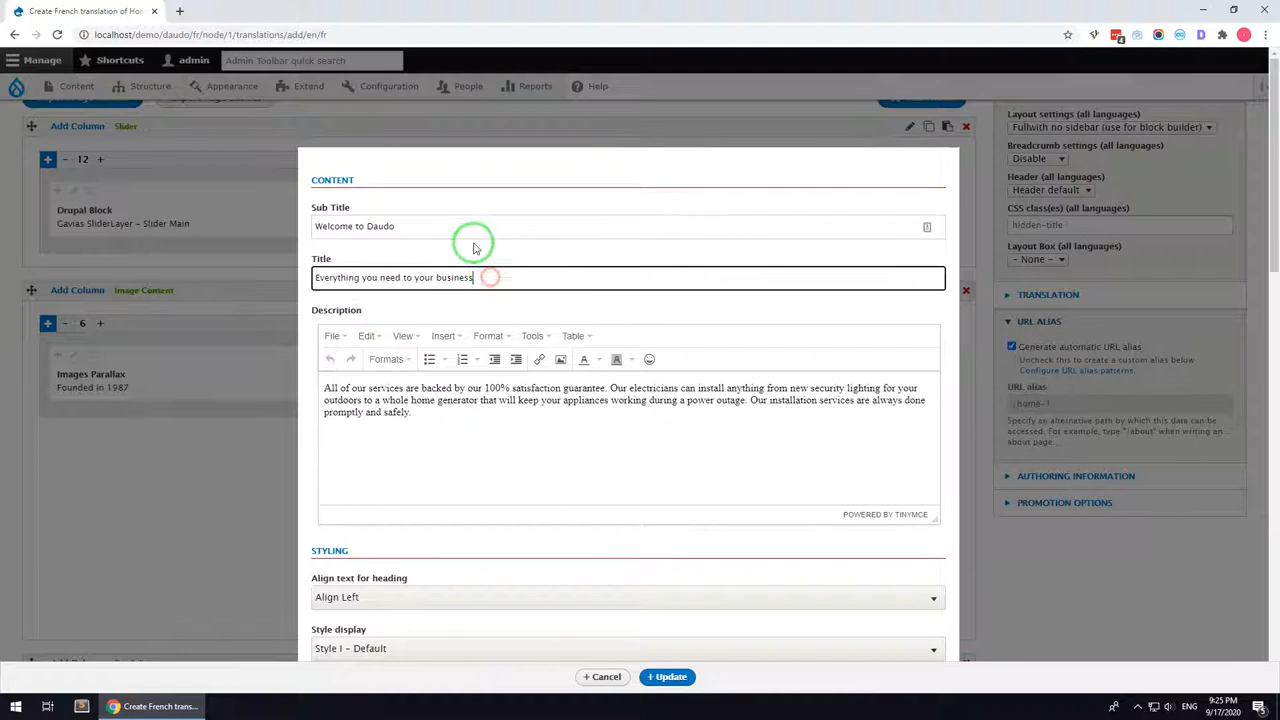 Create French translation of Hor
localhost/demo/daudo/fr/node/1/translations/add/en/fr
Manage
Shortcuts
admin
Admin Toolbar quick search
Content
Structure
Appearance
Extend
Configuration
People
Reports
Help
Add Column Slider
- 12 +
Drupal Block
Gavias SliderLayer - Slider Main
Add Column Image Content
- 6 +
Images Parallax
Founded in 1987
CONTENT
Sub Title
Welcome to Daudo
Title
Everything you need to your business
Description
File
Edit
View
Insert
Format
Tools
Table
Formats
All of our services are backed by our 100% satisfaction guarantee. Our electricians can install anything from new security lighting for your
outdoors to a whole home generator that will keep your appliances working during a power outage. Our installation services are always done
promptly and safely.
POWERED BY TINYMCE
STYLING
Align text for heading
Align Left
Style display
Style I - Default
+ Cancel
+ Update
Layout settings (all languages)
Fullwith no sidebar (use for block builder)
Breadcrumb settings (all languages)
Disable
Header (all languages)
Header default
CSS class(es) (all languages)
hidden-title
Layout Box (all languages)
- None -
TRANSLATION
URL ALIAS
Generate automatic URL alias
Uncheck this to create a custom alias below.
Configure URL alias patterns.
URL alias
/home-1
Specify an alternative path by which this data can be
accessed. For example, type "/about" when writing an
about page.
AUTHORING INFORMATION
PROMOTION OPTIONS
Create French trans...
ENG
9:25 PM
9/17/2020